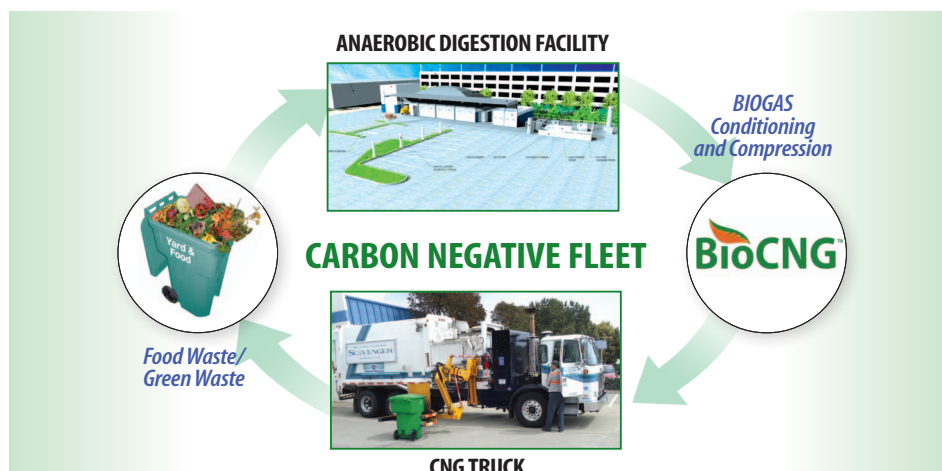 ANAEROBIC DIGESTION FACILITY
BIOGAS
Conditioning
and Compression
Yard &
Food
CARBON NEGATIVE FLEET
BioCNG™
SCAVENGER
Food Waste/
Green Waste
CNG TRUCK